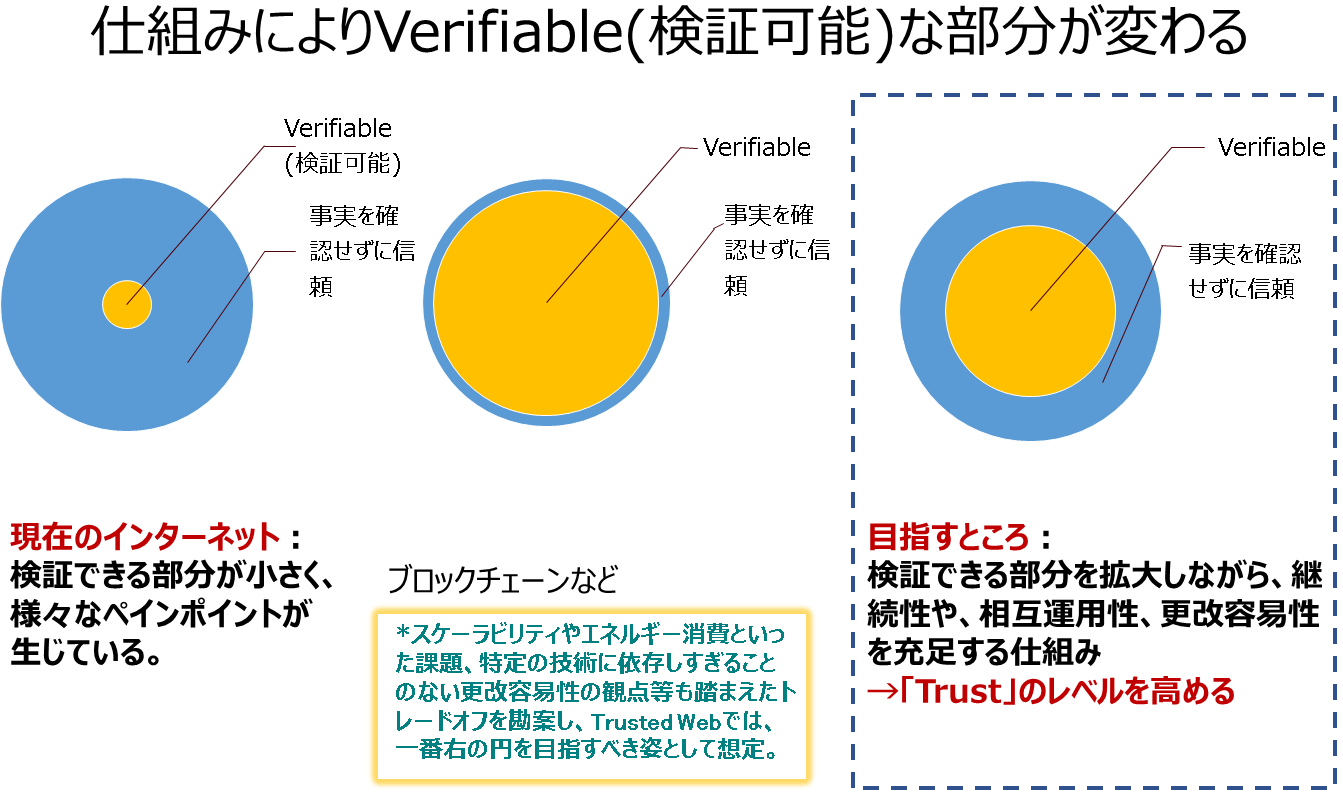 仕組みによりVerifiable(検証可能)な部分が変わる
Verifiable
(検証可能)
事実を確
認せずに信
頼
Verifiable
事実を確
認せずに信
頼
Verifiable
事実を確認
せずに信頼
現在のインターネット：
検証できる部分が小さく、
様々なペインポイントが
生じている。
ブロックチェーンなど
*スケーラビリティやエネルギー消費といっ
た課題、特定の技術に依存しすぎること
のない更改容易性の観点等も踏まえたト
レードオフを勘案し、Trusted Webでは、
一番右の円を目指すべき姿として想定。
目指すところ：
検証できる部分を拡大しながら、継
続性や、相互運用性、更改容易性
を充足する仕組み
→「Trust」のレベルを高める